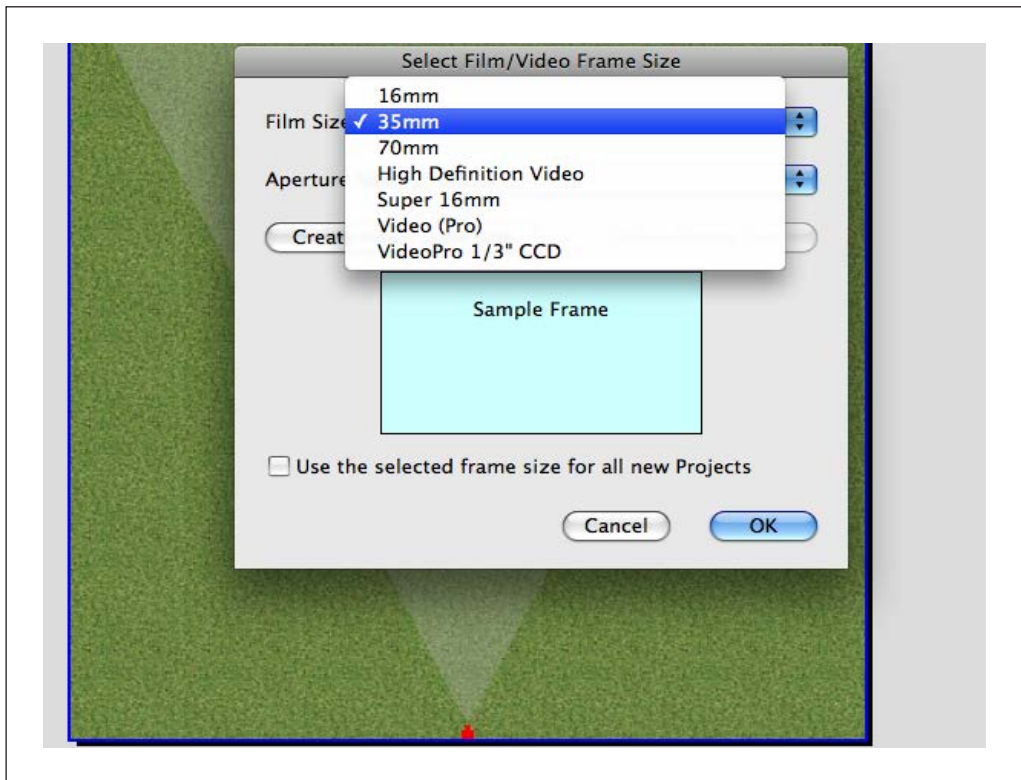 Select Film/Video Frame Size
16mm
Film Size ✓ 35mm
70mm
Aperture
High Definition Video
Super 16mm
Video (Pro)
Creat
VideoPro 1/3" CCD
Sample Frame
Use the selected frame size for all new Projects
Cancel OK